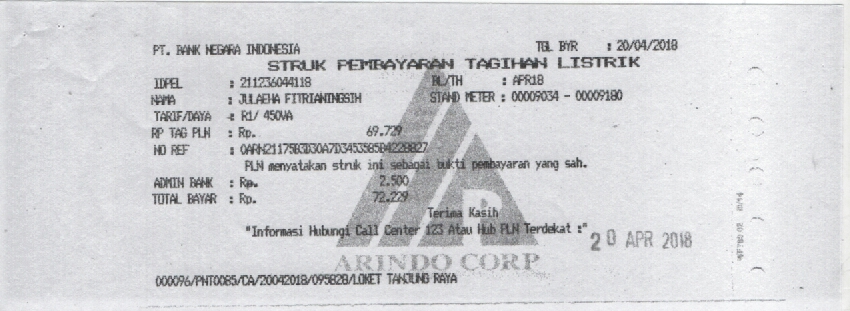 PT. BANK NEGARA INDONESIA TGL BYR : 20/04/2018
STRUK PEMBAYARAN TAGIHAN LISTRIK
IDPEL : 211236044118 BL/TH : APR18
NAMA : JULAEHA FITRIANINGSIH STAND METER : 00009034 - 00009180
TARIF/DAYA : R1/ 450VA
RP TAG PLN : Rp. 69.729
NO REF :
PLN menyatakan struk ini sebagai bukti pembayaran yang sah.
ADMIN BANK : Rp. 2.500
TOTAL BAYAR : Rp. 72.229
Terima Kasih
"Informasi Hubungi Call Center 123 Atau Hub PLN Terdekat :"
20 APR 2018
ARINDO CORP
000096/PNT0085/CA/20042018/095828/LOKET TANJUNG RAYA